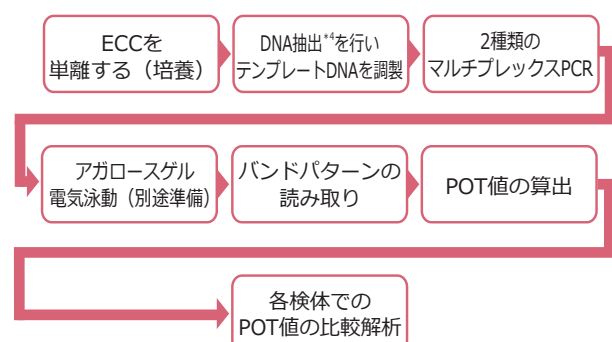 ECCを
単離する（培養）
DNA抽出*4を行い
テンプレートDNAを調製
2種類の
マルチプレックスPCR
アガロースゲル
電気泳動（別途準備）
バンドパターンの
読み取り
POT値の算出
各検体での
POT値の比較解析